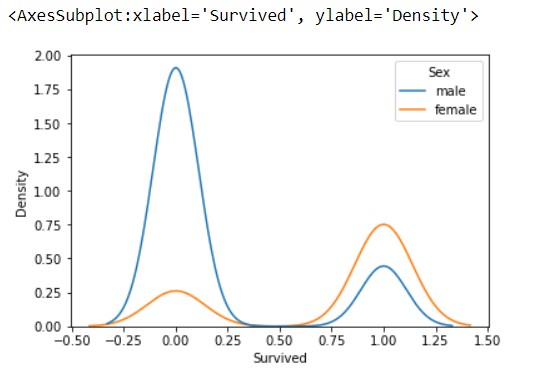 <AxesSubplot:xlabel='Survived', ylabel='Density'>
2.00
1.75
1.50
1.25
1.00
0.75
0.50
0.25
0.00
Density
Sex
male
female
−0.50 −0.25 0.00 0.25 0.50 0.75 1.00 1.25 1.50
Survived